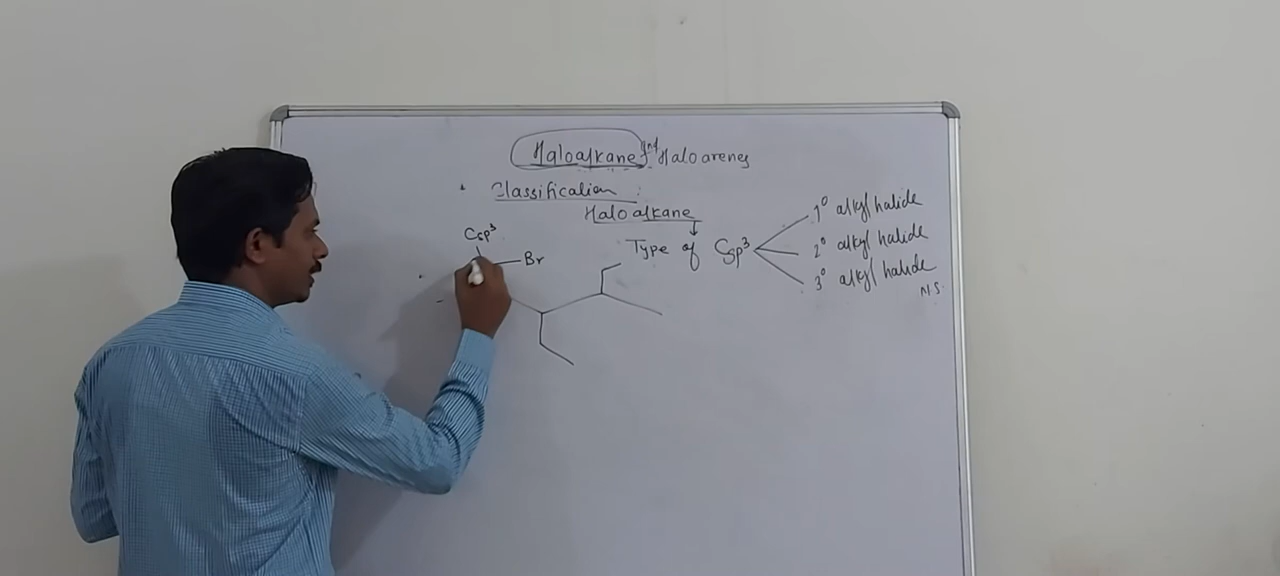 Haloalkane and Haloarenes
Classification :
Haloalkane
Type of Csp³
1° alkyl halide
2° alkyl halide
3° alkyl halide
N.S.
Csp³
Br